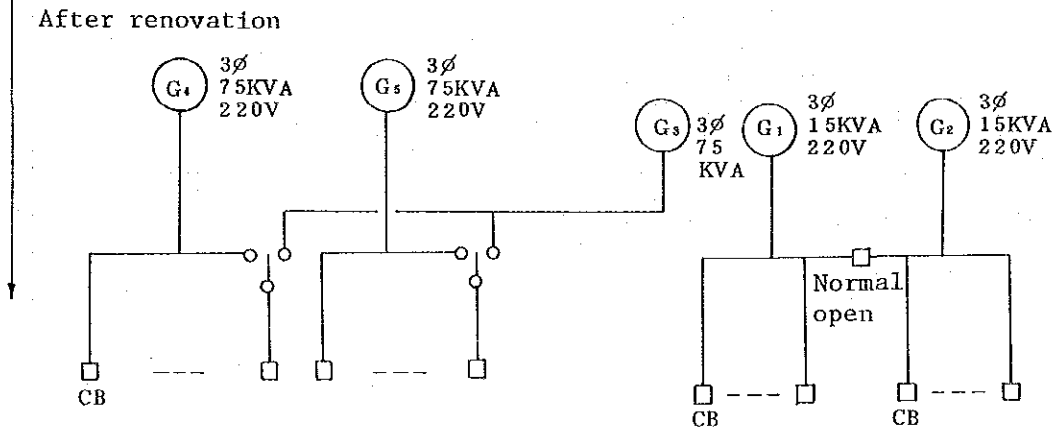 After renovation
G4
3Ø
75KVA
220V
G5
3Ø
75KVA
220V
G3
3Ø
75
KVA
G1
3Ø
15KVA
220V
G2
3Ø
15KVA
220V
Normal
open
CB
CB
CB